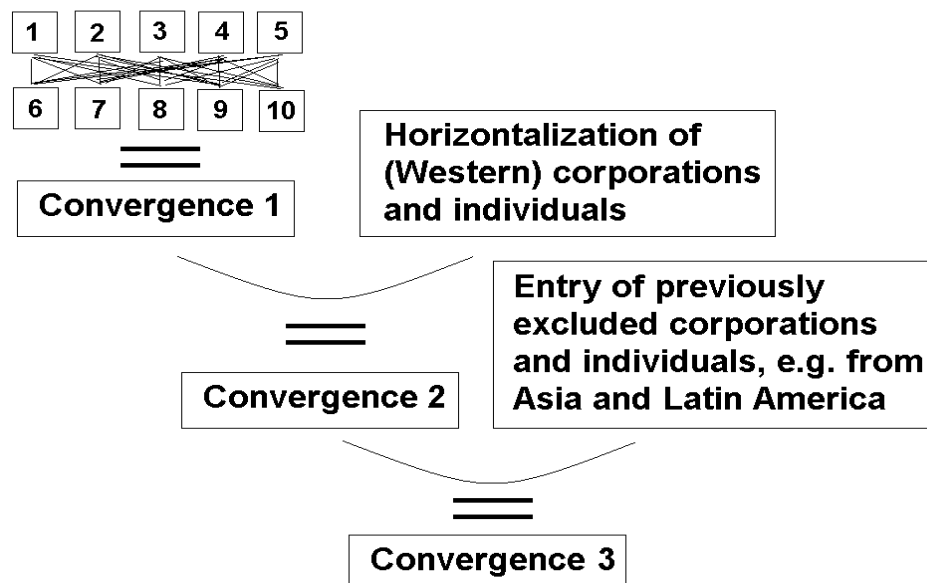 1 2 3 4 5
6 7 8 9 10
Convergence 1
Horizontalization of
(Western) corporations
and individuals
Convergence 2
Entry of previously
excluded corporations
and individuals, e.g. from
Asia and Latin America
Convergence 3